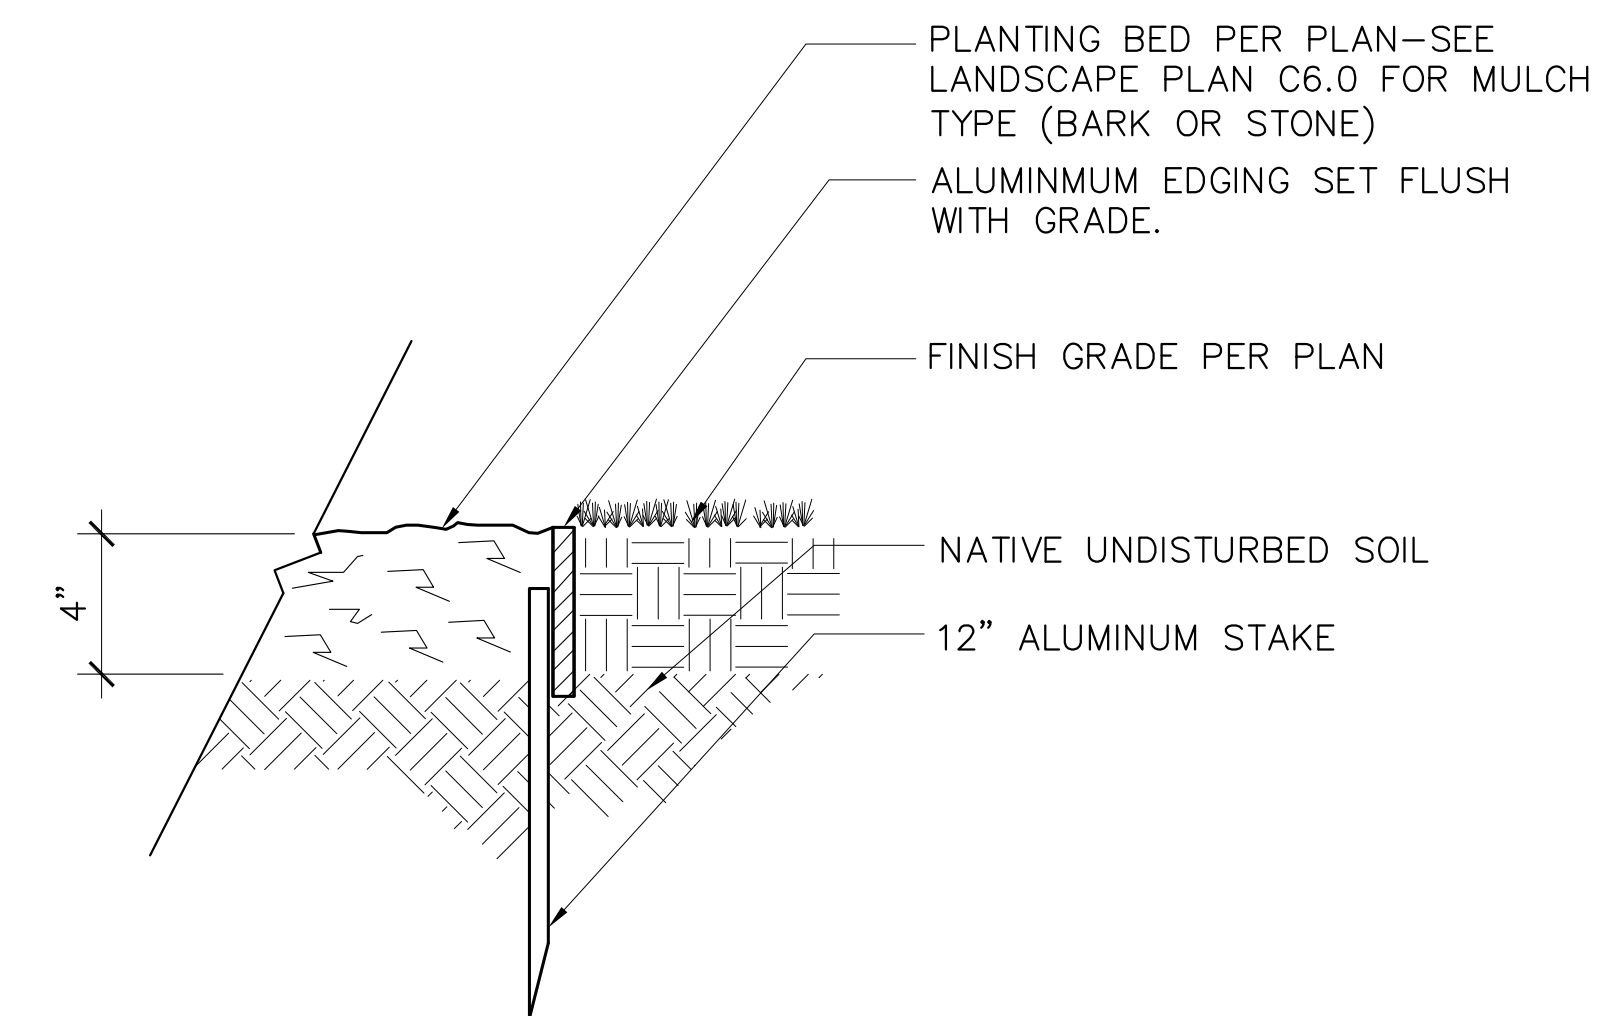 PLANTING BED PER PLAN–SEE
LANDSCAPE PLAN C6.0 FOR MULCH
TYPE (BARK OR STONE)
ALUMINMUM EDGING SET FLUSH
WITH GRADE.
FINISH GRADE PER PLAN
NATIVE UNDISTURBED SOIL
4”
12” ALUMINUM STAKE